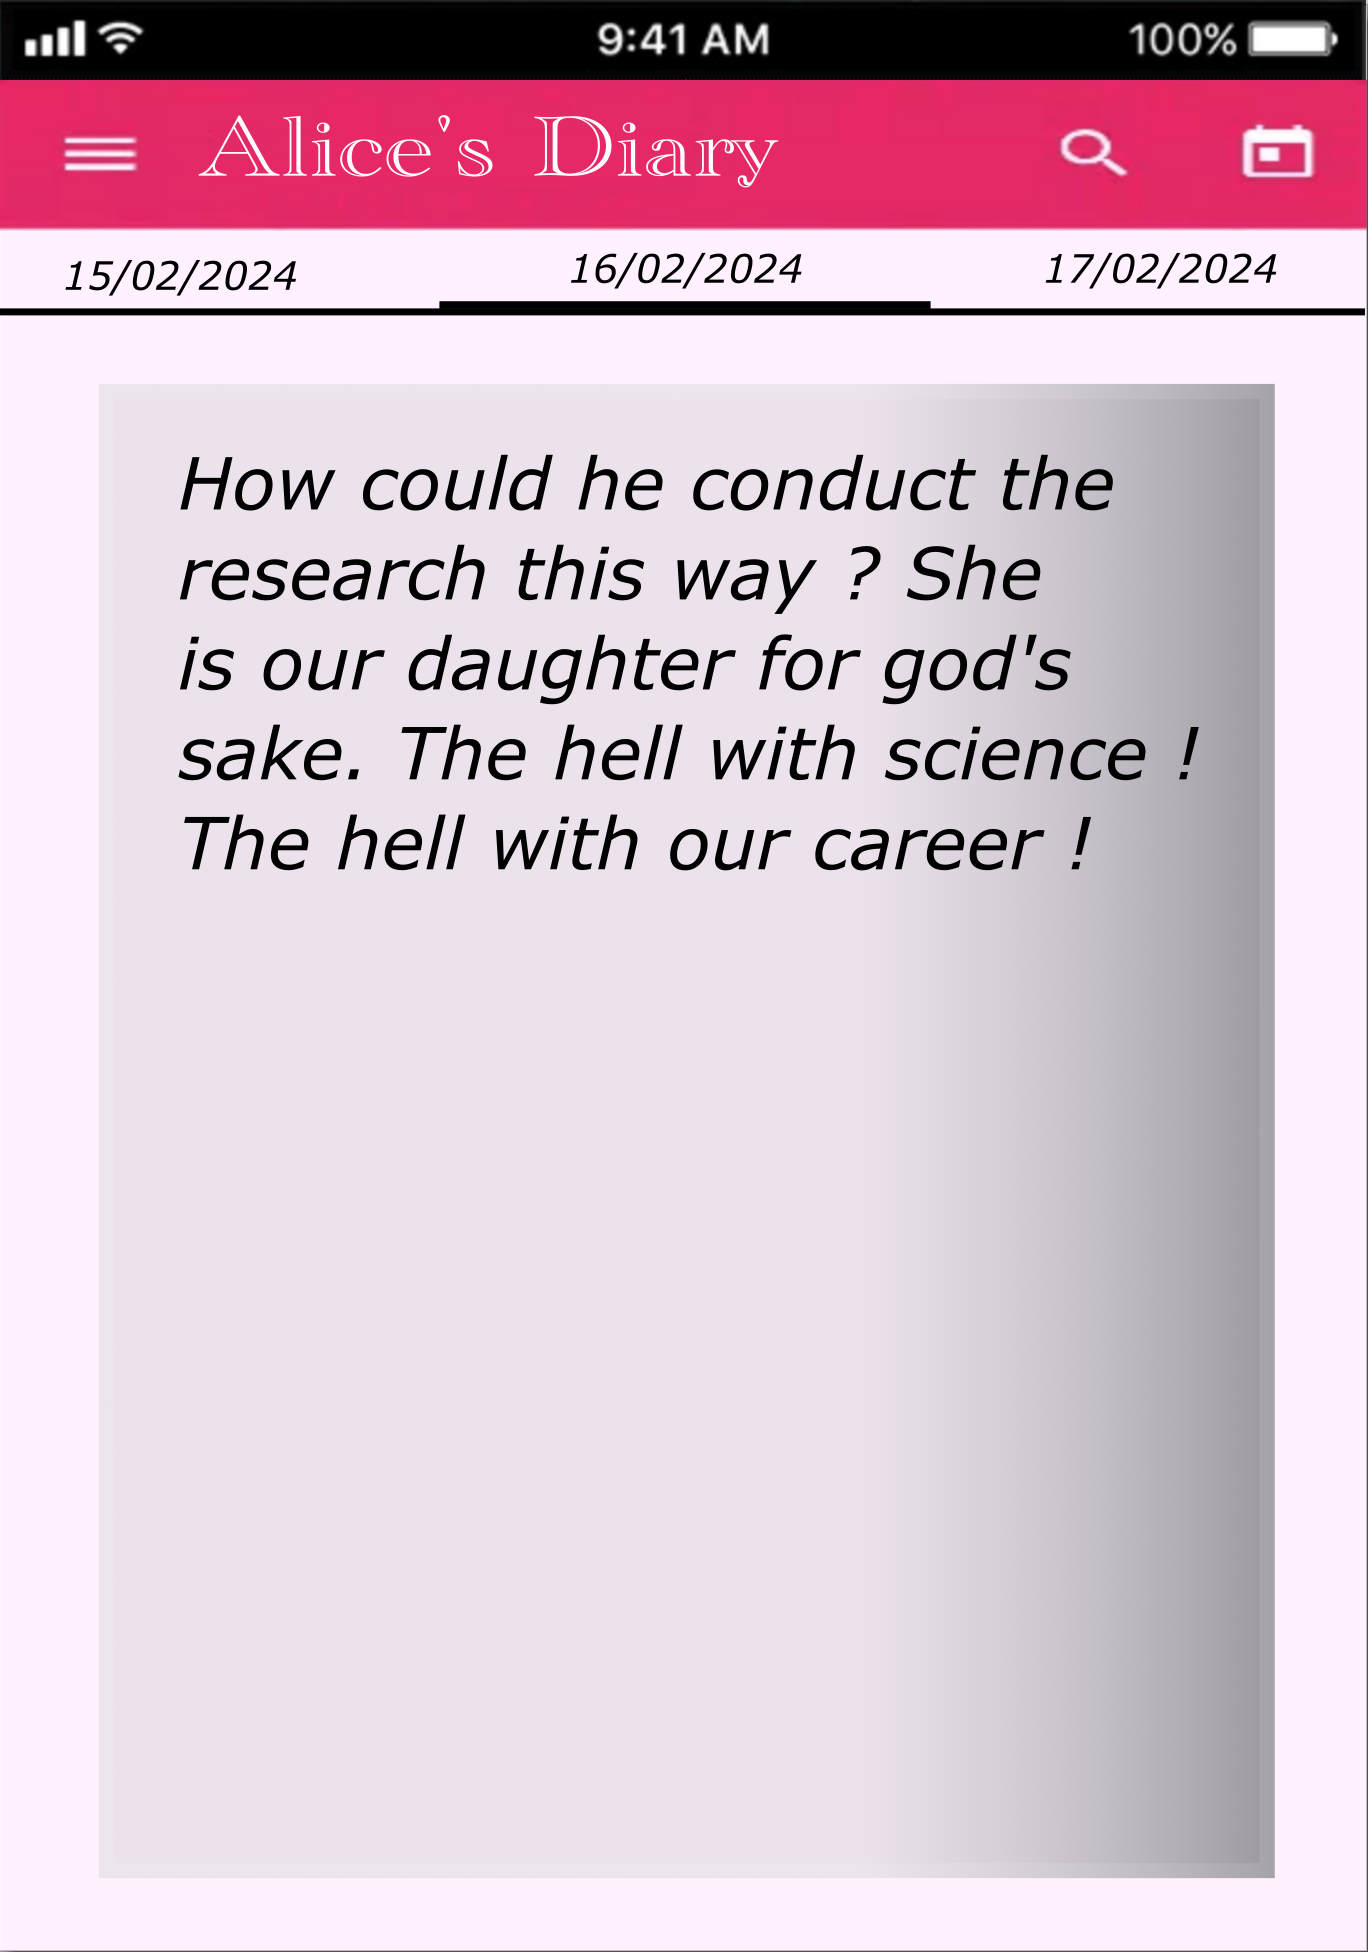 9:41 AM
100%
Alice's Diary
15/02/2024
16/02/2024
17/02/2024
How could he conduct the
research this way ? She
is our daughter for god's
sake. The hell with science !
The hell with our career !